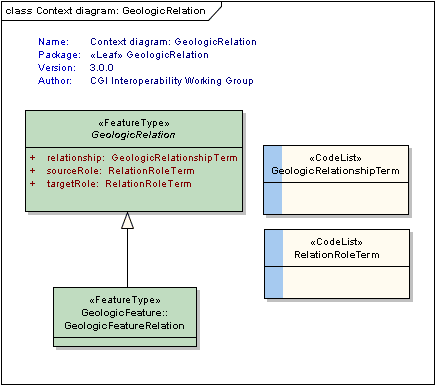 class Context diagram: GeologicRelation
Name: Context diagram: GeologicRelation
Package: «Leaf» GeologicRelation
Version: 3.0.0
Author: CGI Interoperability Working Group
«FeatureType»
GeologicRelation
+ relationship: GeologicRelationshipTerm
+ sourceRole: RelationRoleTerm
+ targetRole: RelationRoleTerm
«CodeList»
GeologicRelationshipTerm
«CodeList»
RelationRoleTerm
«FeatureType»
GeologicFeature::
GeologicFeatureRelation